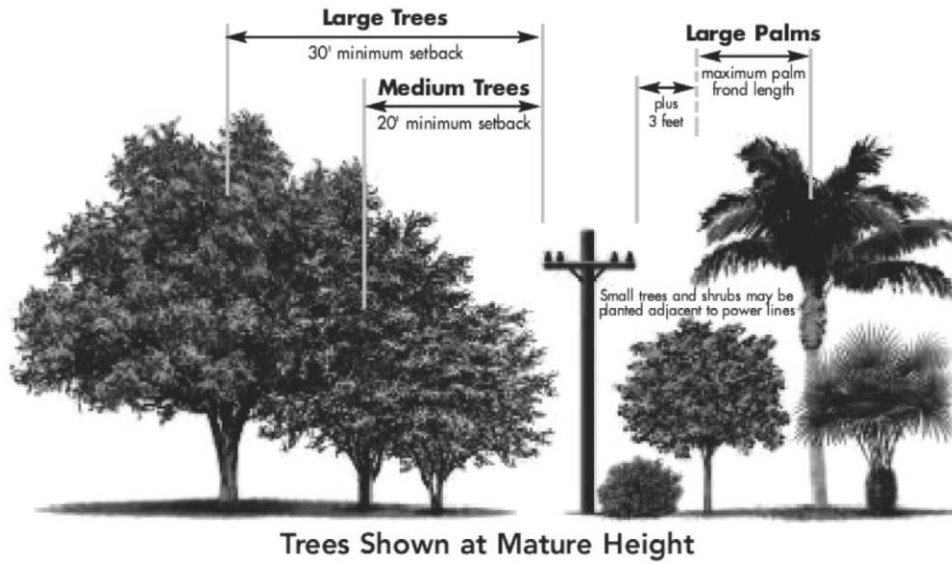 Large Trees
30' minimum setback
Medium Trees
20' minimum setback
Large Palms
maximum palm
frond length
plus
3 feet
Small trees and shrubs may be
planted adjacent to power lines
Trees Shown at Mature Height